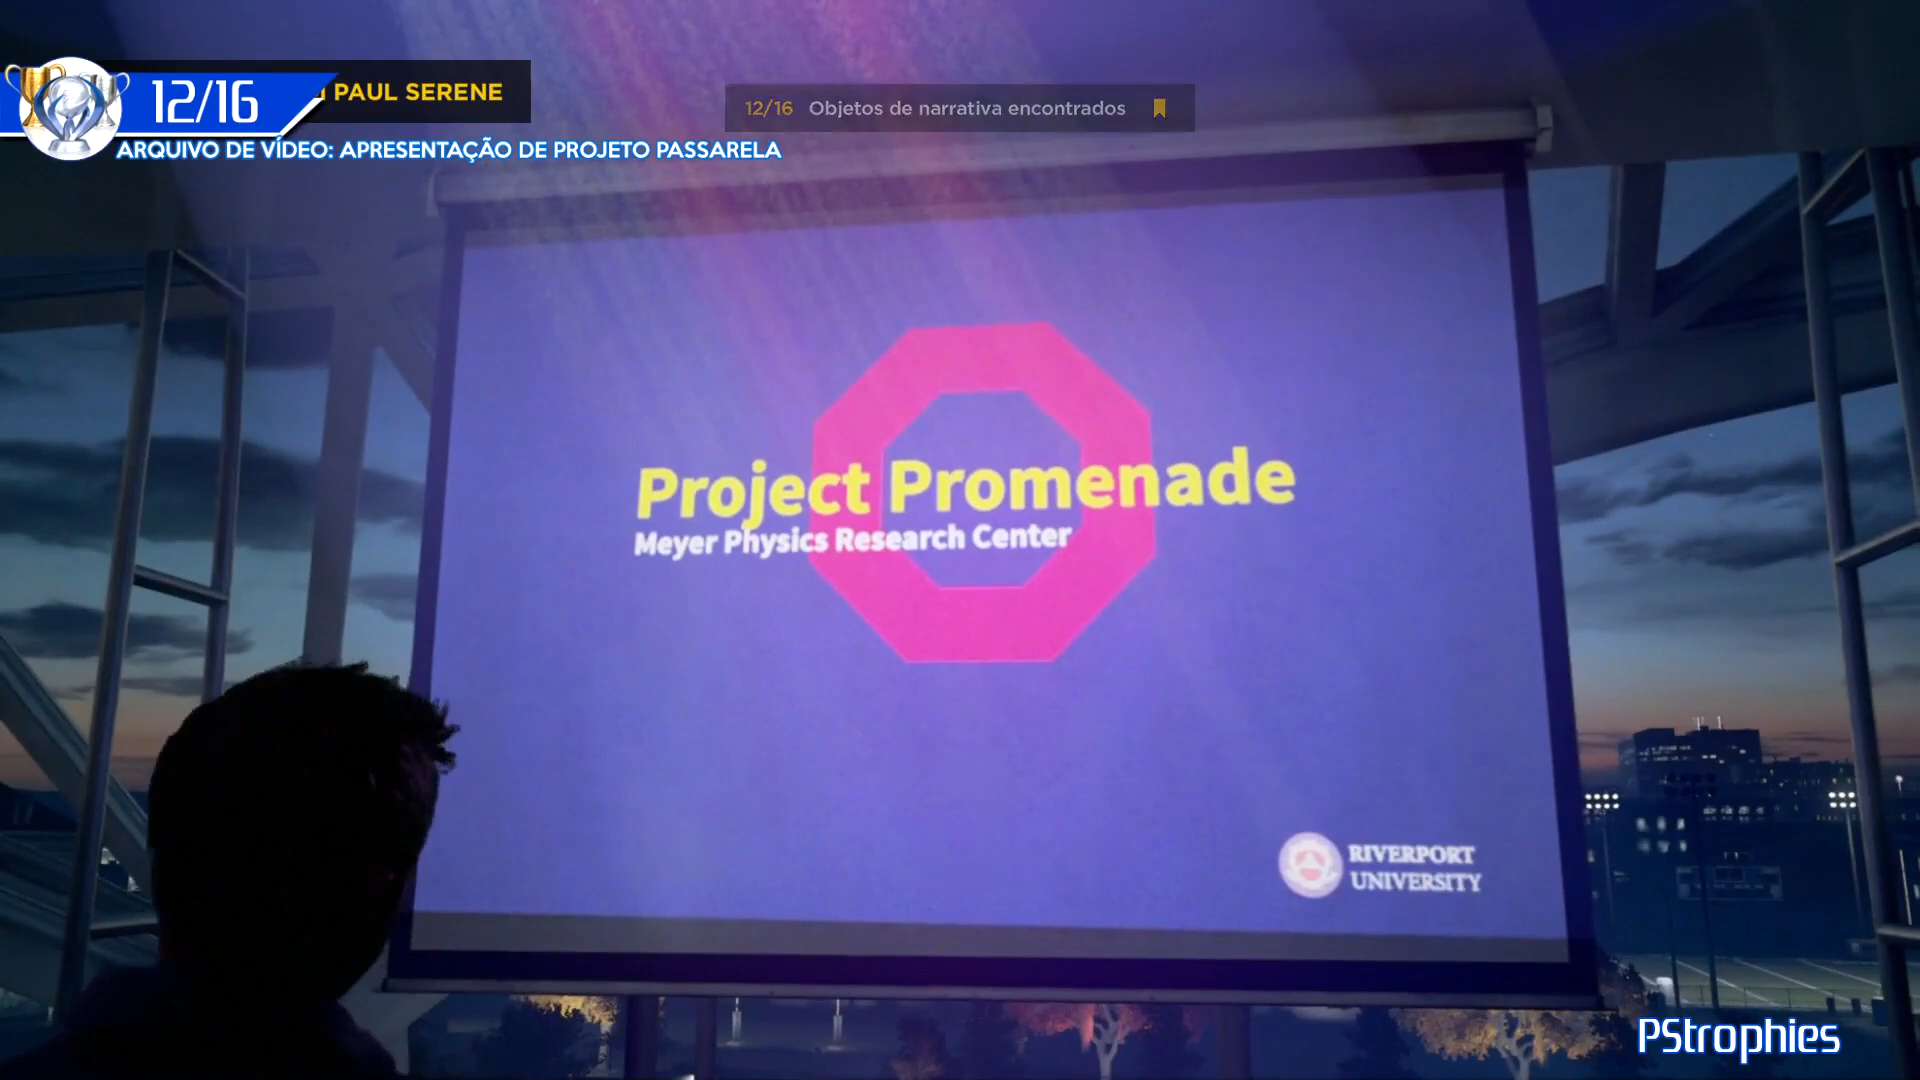 12/16
PAUL SERENE
12/16 Objetos de narrativa encontrados
ARQUIVO DE VÍDEO: APRESENTAÇÃO DE PROJETO PASSARELA
Project Promenade
Meyer Physics Research Center
RIVERPORT
UNIVERSITY
PStrophies